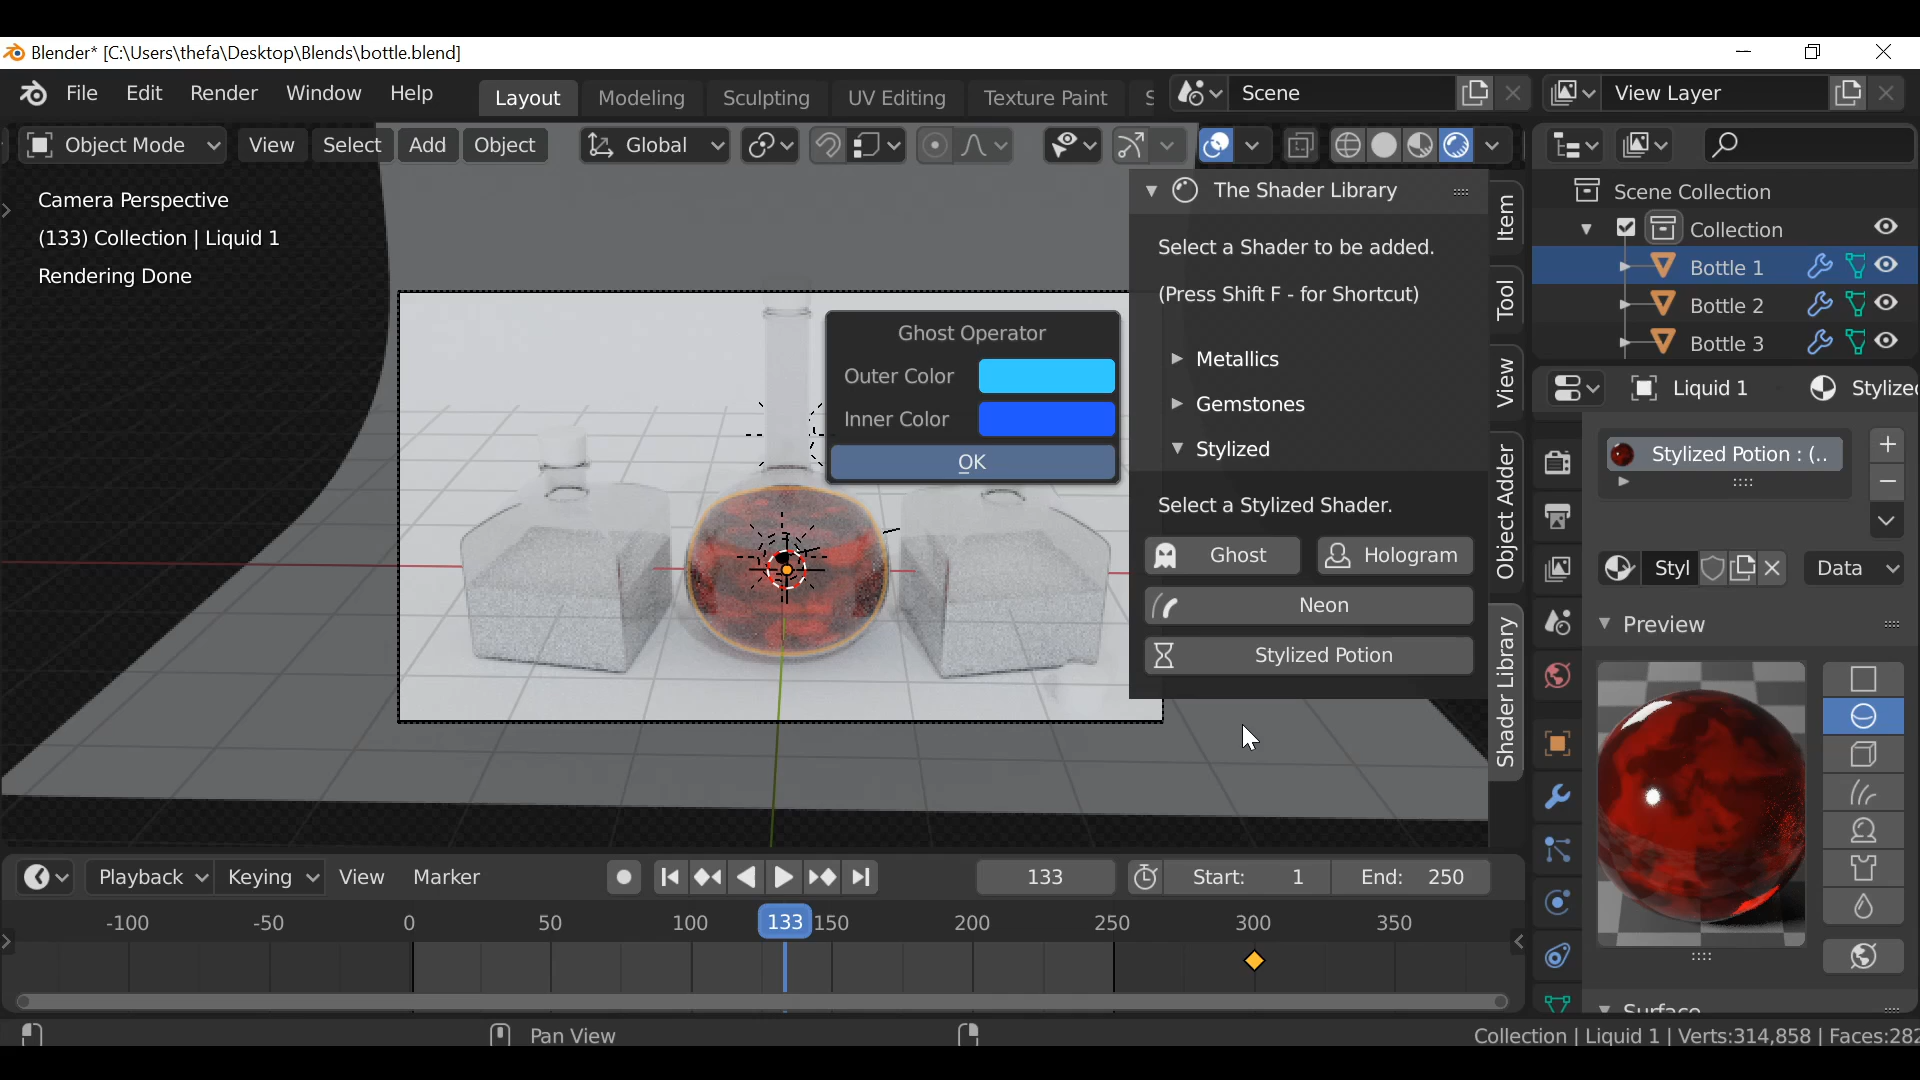 Blender* [C:\Users\thefa\Desktop\Blends\bottle.blend]
File Edit Render Window Help
Layout Modeling Sculpting UV Editing Texture Paint S
Scene
View Layer
Object Mode View Select Add Object Global
Camera Perspective
(133) Collection | Liquid 1
Rendering Done
Ghost Operator
Outer Color
Inner Color
OK
The Shader Library
Select a Shader to be added.
(Press Shift F - for Shortcut)
Metallics
Gemstones
Stylized
Select a Stylized Shader.
Ghost Hologram
Neon
Stylized Potion
Item
Tool
View
Object Adder
Shader Library
Scene Collection
Collection
Bottle 1
Bottle 2
Bottle 3
Liquid 1 Stylized
Stylized Potion : (..
Styl Data
Preview
Surface
Playback Keying View Marker 133 Start: 1 End: 250
-100 -50 0 50 100 133 150 200 250 300 350
Pan View
Collection | Liquid 1 | Verts:314,858 | Faces:282